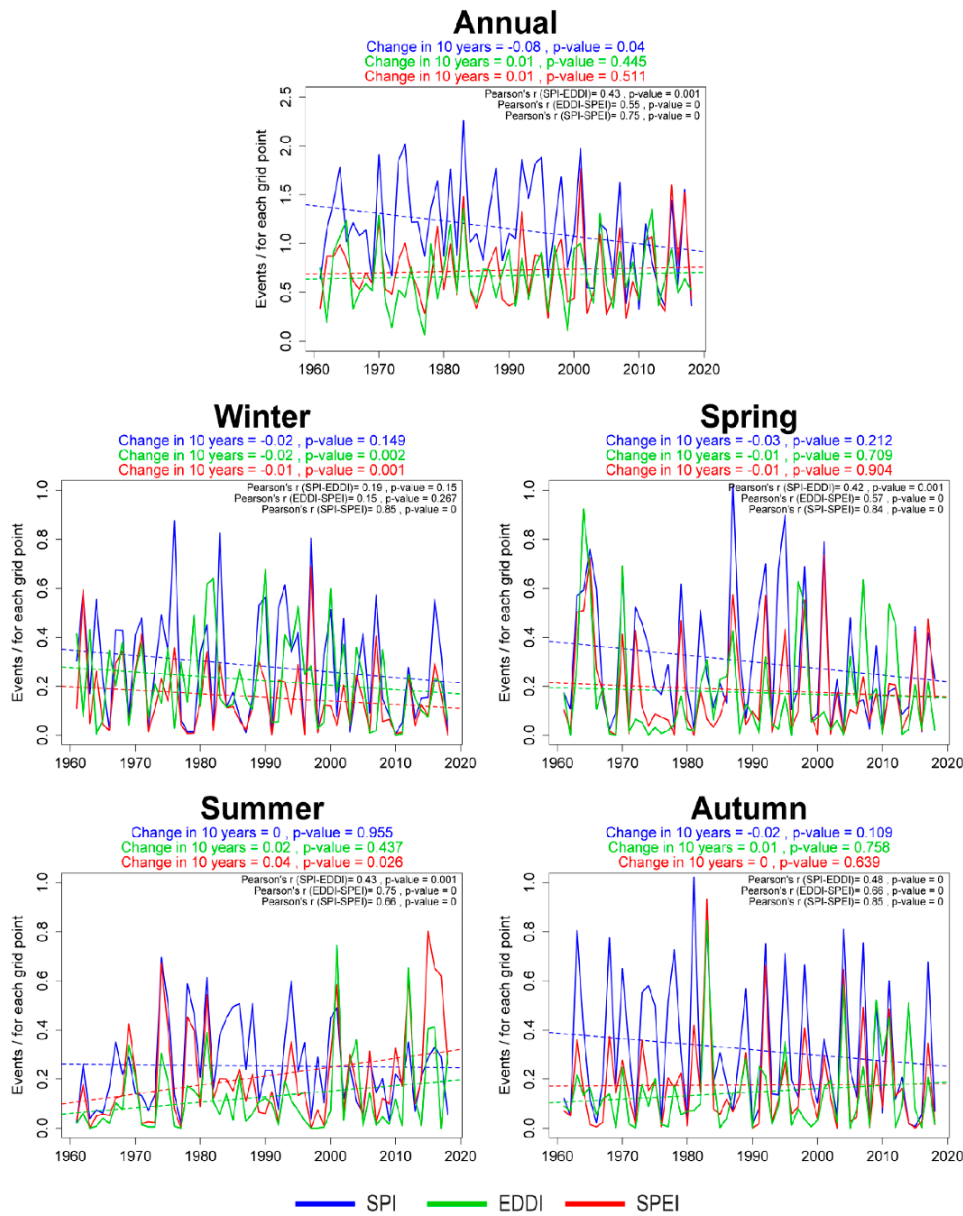 Annual
Change in 10 years = -0.08 , p-value = 0.04
Change in 10 years = 0.01 , p-value = 0.445
Change in 10 years = 0.01 , p-value = 0.511
Pearson's r (SPI-EDDI)= 0.43 , p-value = 0.001
Pearson's r (EDDI-SPEI)= 0.55 , p-value = 0
Pearson's r (SPI-SPEI)= 0.75 , p-value = 0
Events / for each grid point
2.5
2.0
1.5
1.0
0.5
0.0
1960 1970 1980 1990 2000 2010 2020
Winter
Change in 10 years = -0.02 , p-value = 0.149
Change in 10 years = -0.02 , p-value = 0.002
Change in 10 years = -0.01 , p-value = 0.001
Pearson's r (SPI-EDDI)= 0.19 , p-value = 0.15
Pearson's r (EDDI-SPEI)= 0.15 , p-value = 0.267
Pearson's r (SPI-SPEI)= 0.85 , p-value = 0
Events / for each grid point
1.0
0.8
0.6
0.4
0.2
0.0
1960 1970 1980 1990 2000 2010 2020
Spring
Change in 10 years = -0.03 , p-value = 0.212
Change in 10 years = -0.01 , p-value = 0.709
Change in 10 years = -0.01 , p-value = 0.904
Pearson's r (SPI-EDDI)= 0.42 , p-value = 0.001
Pearson's r (EDDI-SPEI)= 0.57 , p-value = 0
Pearson's r (SPI-SPEI)= 0.84 , p-value = 0
Events / for each grid point
1.0
0.8
0.6
0.4
0.2
0.0
1960 1970 1980 1990 2000 2010 2020
Summer
Change in 10 years = 0 , p-value = 0.955
Change in 10 years = 0.02 , p-value = 0.437
Change in 10 years = 0.04 , p-value = 0.026
Pearson's r (SPI-EDDI)= 0.43 , p-value = 0.001
Pearson's r (EDDI-SPEI)= 0.75 , p-value = 0
Pearson's r (SPI-SPEI)= 0.66 , p-value = 0
Events / for each grid point
1.0
0.8
0.6
0.4
0.2
0.0
1960 1970 1980 1990 2000 2010 2020
Autumn
Change in 10 years = -0.02 , p-value = 0.109
Change in 10 years = 0.01 , p-value = 0.758
Change in 10 years = 0 , p-value = 0.639
Pearson's r (SPI-EDDI)= 0.48 , p-value = 0
Pearson's r (EDDI-SPEI)= 0.66 , p-value = 0
Pearson's r (SPI-SPEI)= 0.85 , p-value = 0
Events / for each grid point
1.0
0.8
0.6
0.4
0.2
0.0
1960 1970 1980 1990 2000 2010 2020
SPI EDDI SPEI